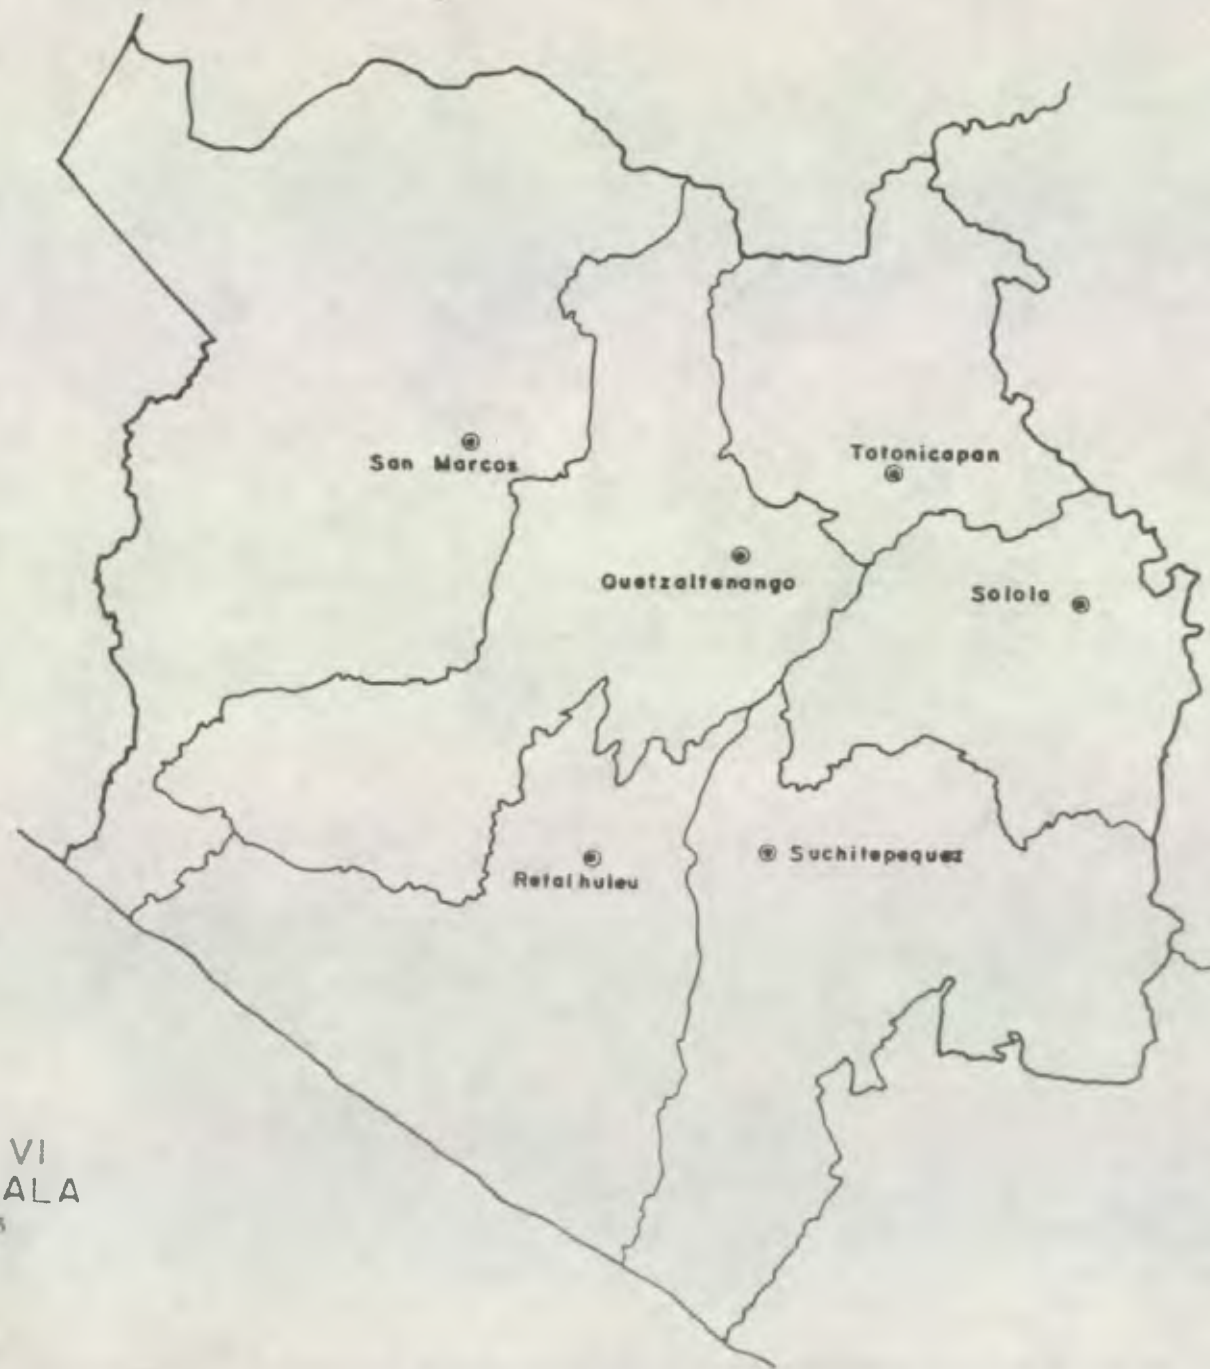 San Marcos
Totonicapan
Quetzaltenango
Solola
Retalhuleu
Suchitepequez
VI
ALA